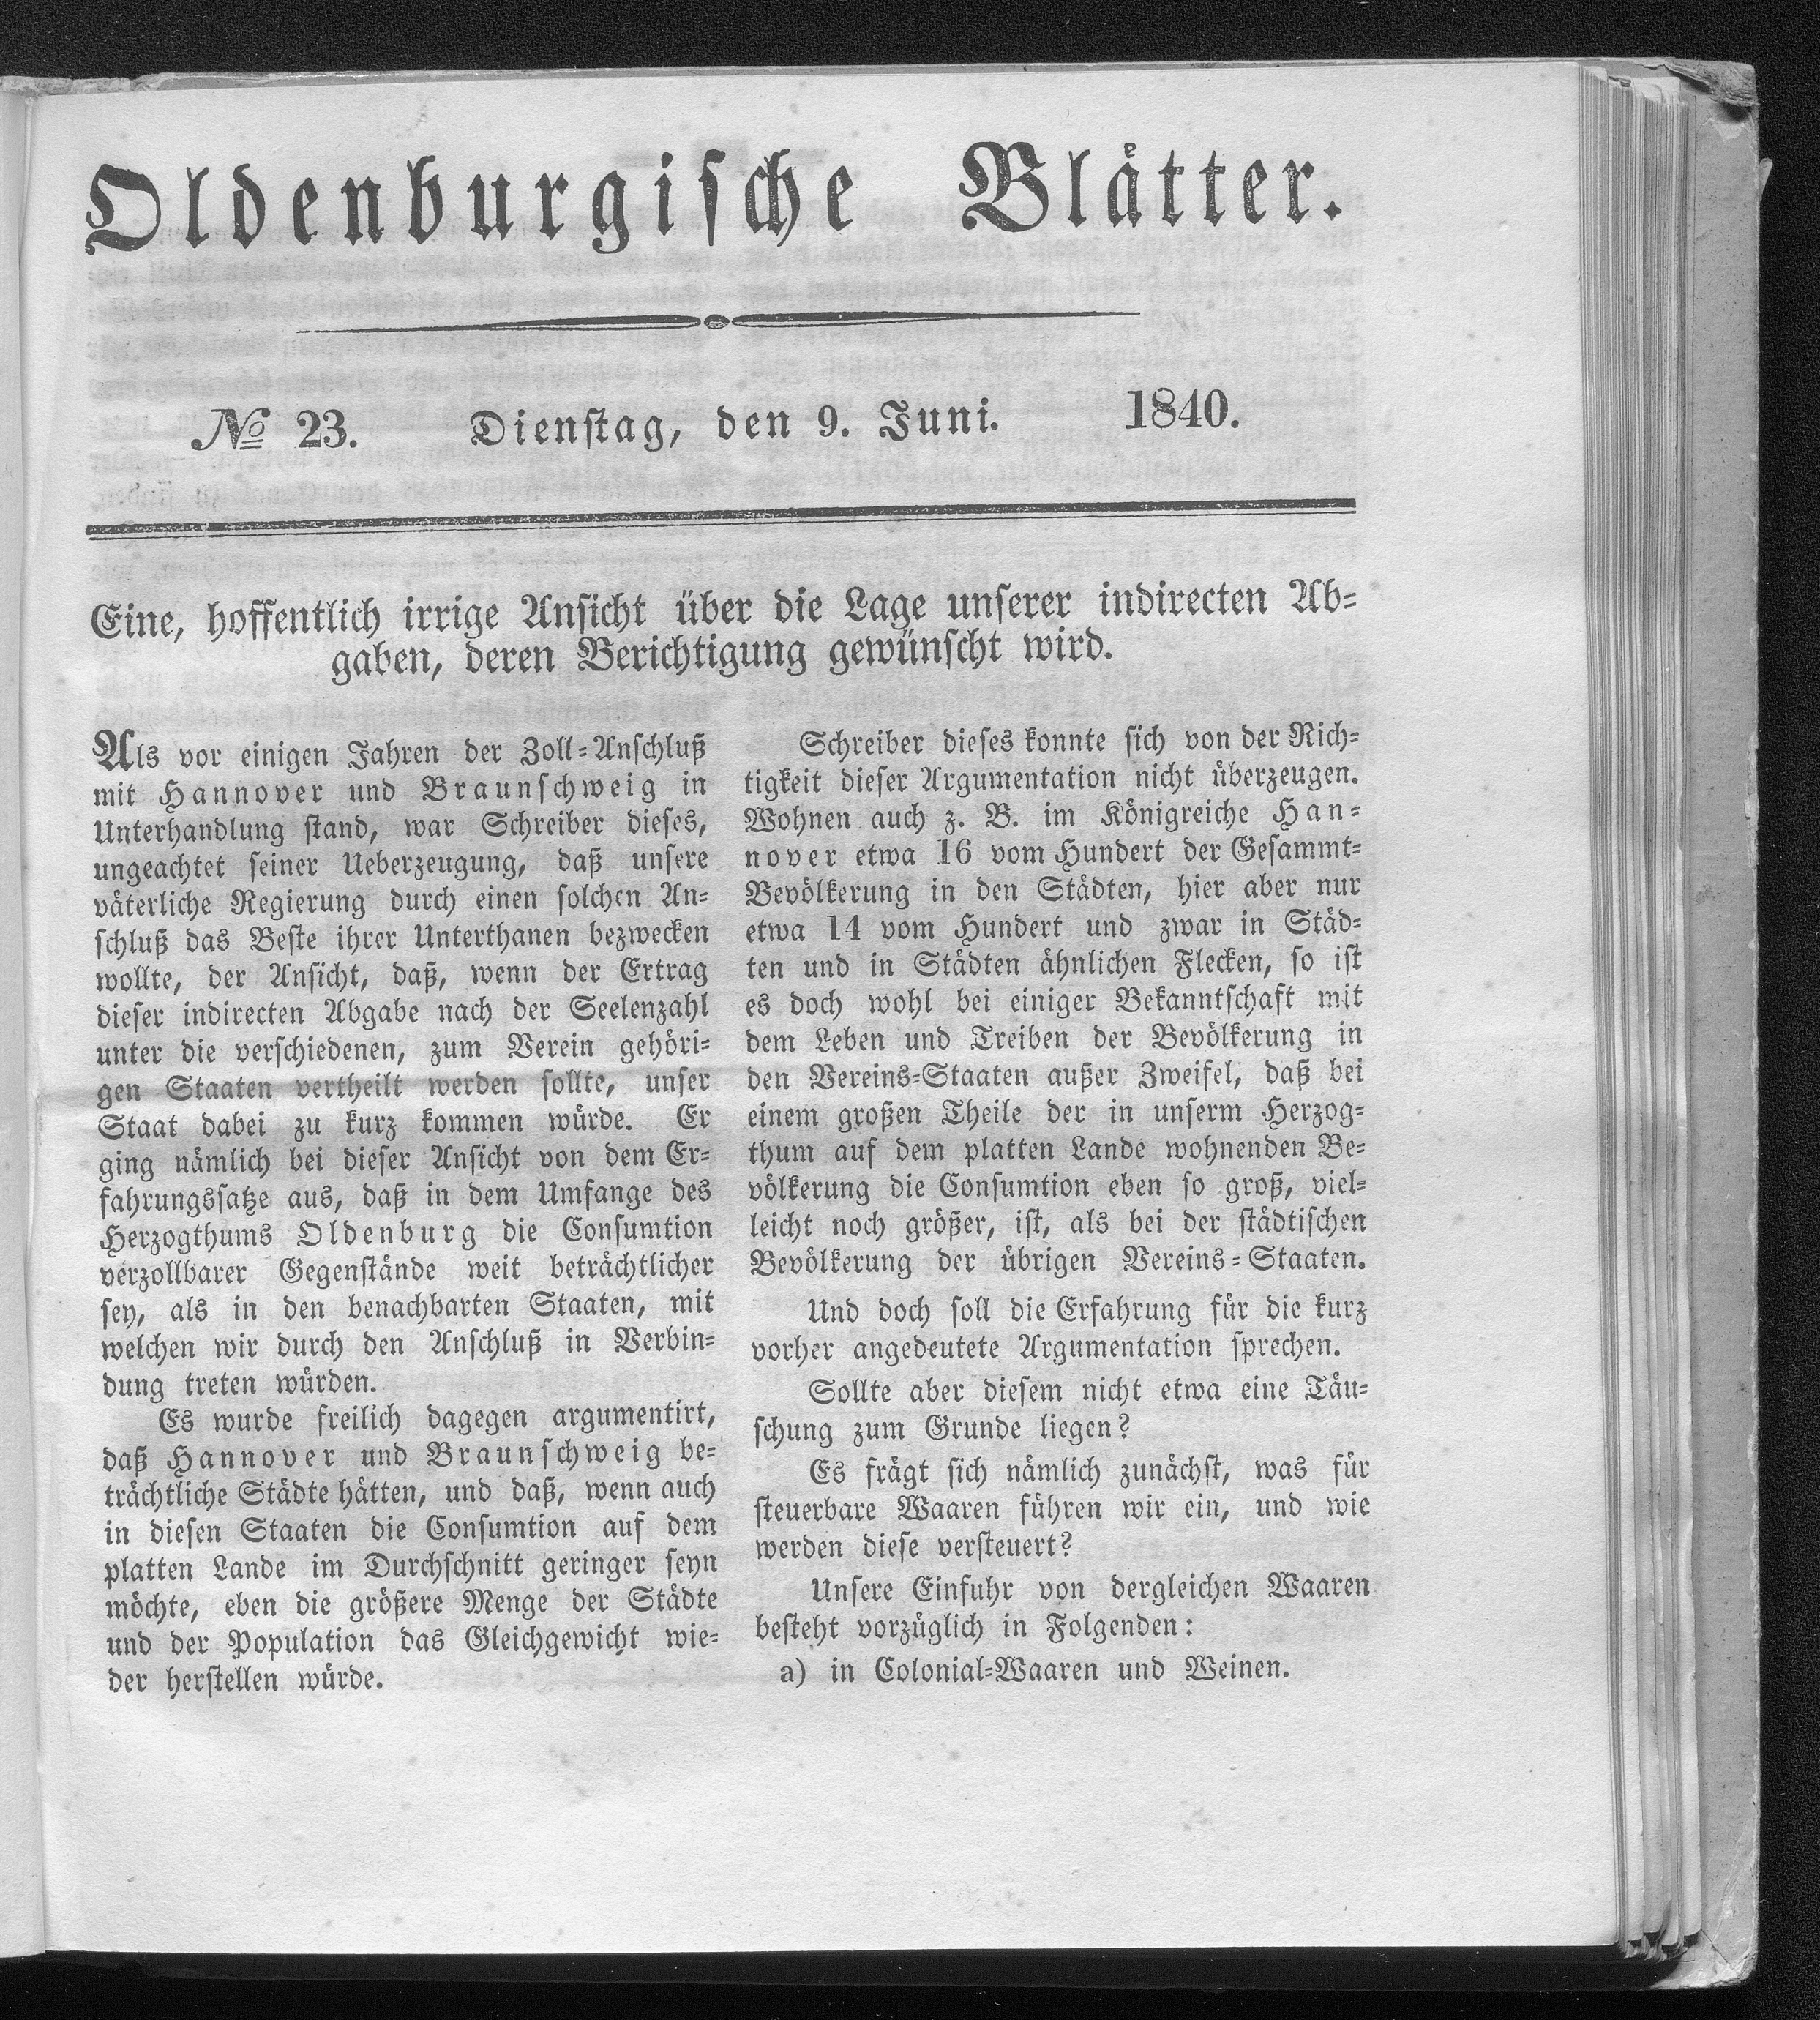 Oldenburgische Blätter.
№ 23. Dienstag, den 9. Juni. 1840.
Eine, hoffentlich irrige Ansicht über die Lage unserer indirecten Ab-
gaben, deren Berichtigung gewünscht wird.
Als vor einigen Jahren der Zoll-Anschluß
mit Hannover und Braunschweig in
Unterhandlung stand, war Schreiber dieses,
ungeachtet seiner Ueberzeugung, daß unsere
väterliche Regierung durch einen solchen An-
schluß das Beste ihrer Unterthanen bezwecken
wollte, der Ansicht, daß, wenn der Ertrag
dieser indirecten Abgabe nach der Seelenzahl
unter die verschiedenen, zum Verein gehöri-
gen Staaten vertheilt werden sollte, unser
Staat dabei zu kurz kommen würde. Er
ging nämlich bei dieser Ansicht von dem Er-
fahrungssatze aus, daß in dem Umfange des
Herzogthums Oldenburg die Consumtion
verzollbarer Gegenstände weit beträchtlicher
sey, als in den benachbarten Staaten, mit
welchen wir durch den Anschluß in Verbin-
dung treten würden.
Es wurde freilich dagegen argumentirt,
daß Hannover und Braunschweig be-
trächtliche Städte hätten, und daß, wenn auch
in diesen Staaten die Consumtion auf dem
platten Lande im Durchschnitt geringer seyn
möchte, eben die größere Menge der Städte
und der Population das Gleichgewicht wie-
der herstellen würde.
Schreiber dieses konnte sich von der Rich-
tigkeit dieser Argumentation nicht überzeugen.
Wohnen auch z. B. im Königreiche Han-
nover etwa 16 vom Hundert der Gesammt-
Bevölkerung in den Städten, hier aber nur
etwa 14 vom Hundert und zwar in Städ-
ten und in Städten ähnlichen Flecken, so ist
es doch wohl bei einiger Bekanntschaft mit
dem Leben und Treiben der Bevölkerung in
den Vereins-Staaten außer Zweifel, daß bei
einem großen Theile der in unserm Herzog-
thum auf dem platten Lande wohnenden Be-
völkerung die Consumtion eben so groß, viel-
leicht noch größer, ist, als bei der städtischen
Bevölkerung der übrigen Vereins-Staaten.
Und doch soll die Erfahrung für die kurz
vorher angedeutete Argumentation sprechen.
Sollte aber diesem nicht etwa eine Täu-
schung zum Grunde liegen?
Es frägt sich nämlich zunächst, was für
steuerbare Waaren führen wir ein, und wie
werden diese versteuert?
Unsere Einfuhr von dergleichen Waaren
besteht vorzüglich in Folgenden:
a) in Colonial-Waaren und Weinen.